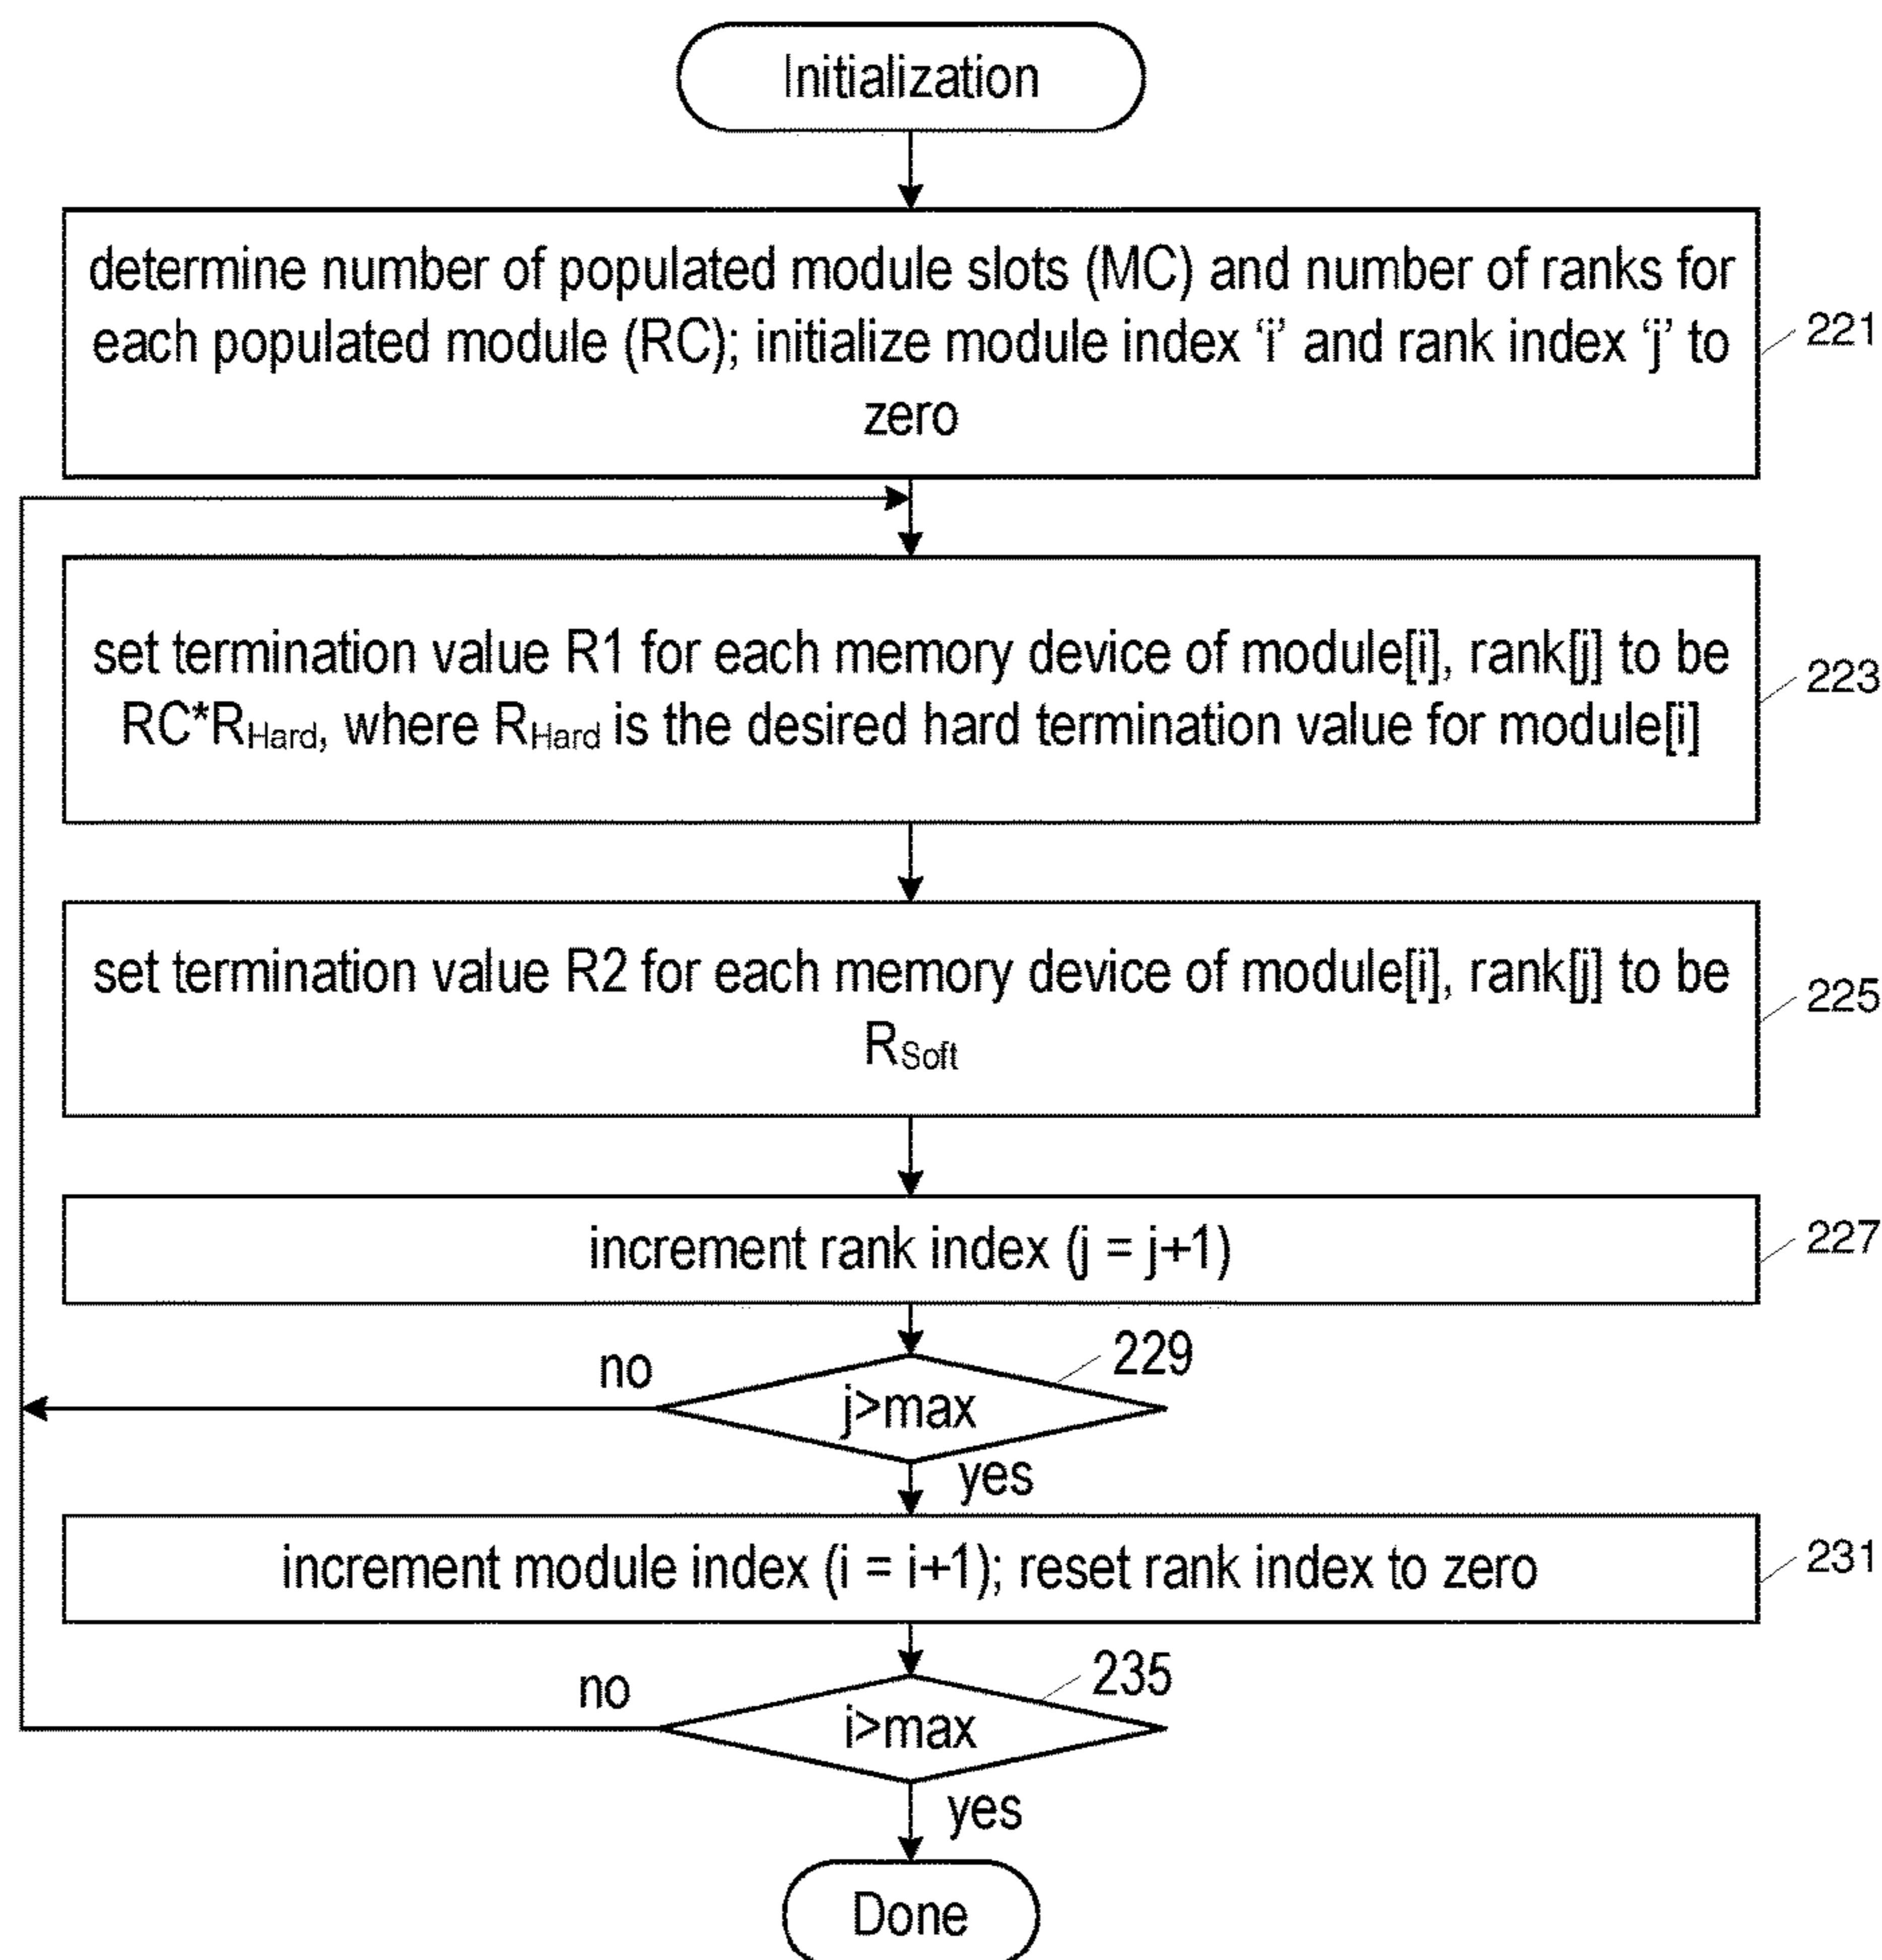 Initialization
determine number of populated module slots (MC) and number of ranks for
each populated module (RC); initialize module index ‘i’ and rank index ‘j’ to
zero
221
set termination value R1 for each memory device of module[i], rank[j] to be
RC*RHard, where RHard is the desired hard termination value for module[i]
223
set termination value R2 for each memory device of module[i], rank[j] to be
RSoft
225
increment rank index (j = j+1)
227
229
no
j>max
yes
increment module index (i = i+1); reset rank index to zero
231
235
no
i>max
yes
Done